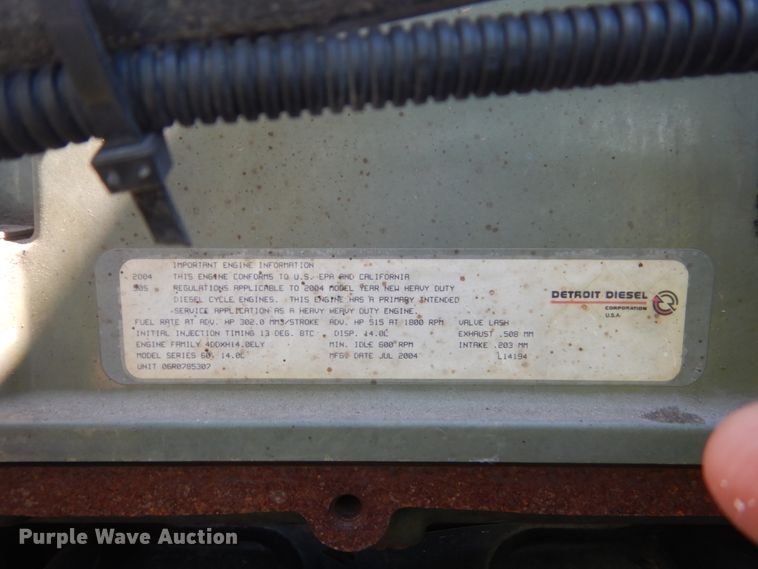 IMPORTANT ENGINE INFORMATION
2004 THIS ENGINE CONFORMS TO U.S. EPA AND CALIFORNIA
REGULATIONS APPLICABLE TO 2004 MODEL YEAR NEW HEAVY DUTY
DIESEL CYCLE ENGINES. THIS ENGINE HAS A PRIMARY INTENDED
SERVICE APPLICATION AS A HEAVY HEAVY DUTY ENGINE.
FUEL RATE AT ADV. HP 302.0 MM3/STROKE ADV. HP 515 AT 1800 RPM VALVE LASH
INITIAL INJECTION TIMING 13 DEG. BTC DISP. 14.0L EXHAUST .508 MM
ENGINE FAMILY 4DDXH14.0ELY MIN. IDLE 600 RPM INTAKE .203 MM
MODEL SERIES 60, 14.0L MFG. DATE JUL 2004 L14194
UNIT 06R0785307
DETROIT DIESEL
CORPORATION
U.S.A.
Purple Wave Auction